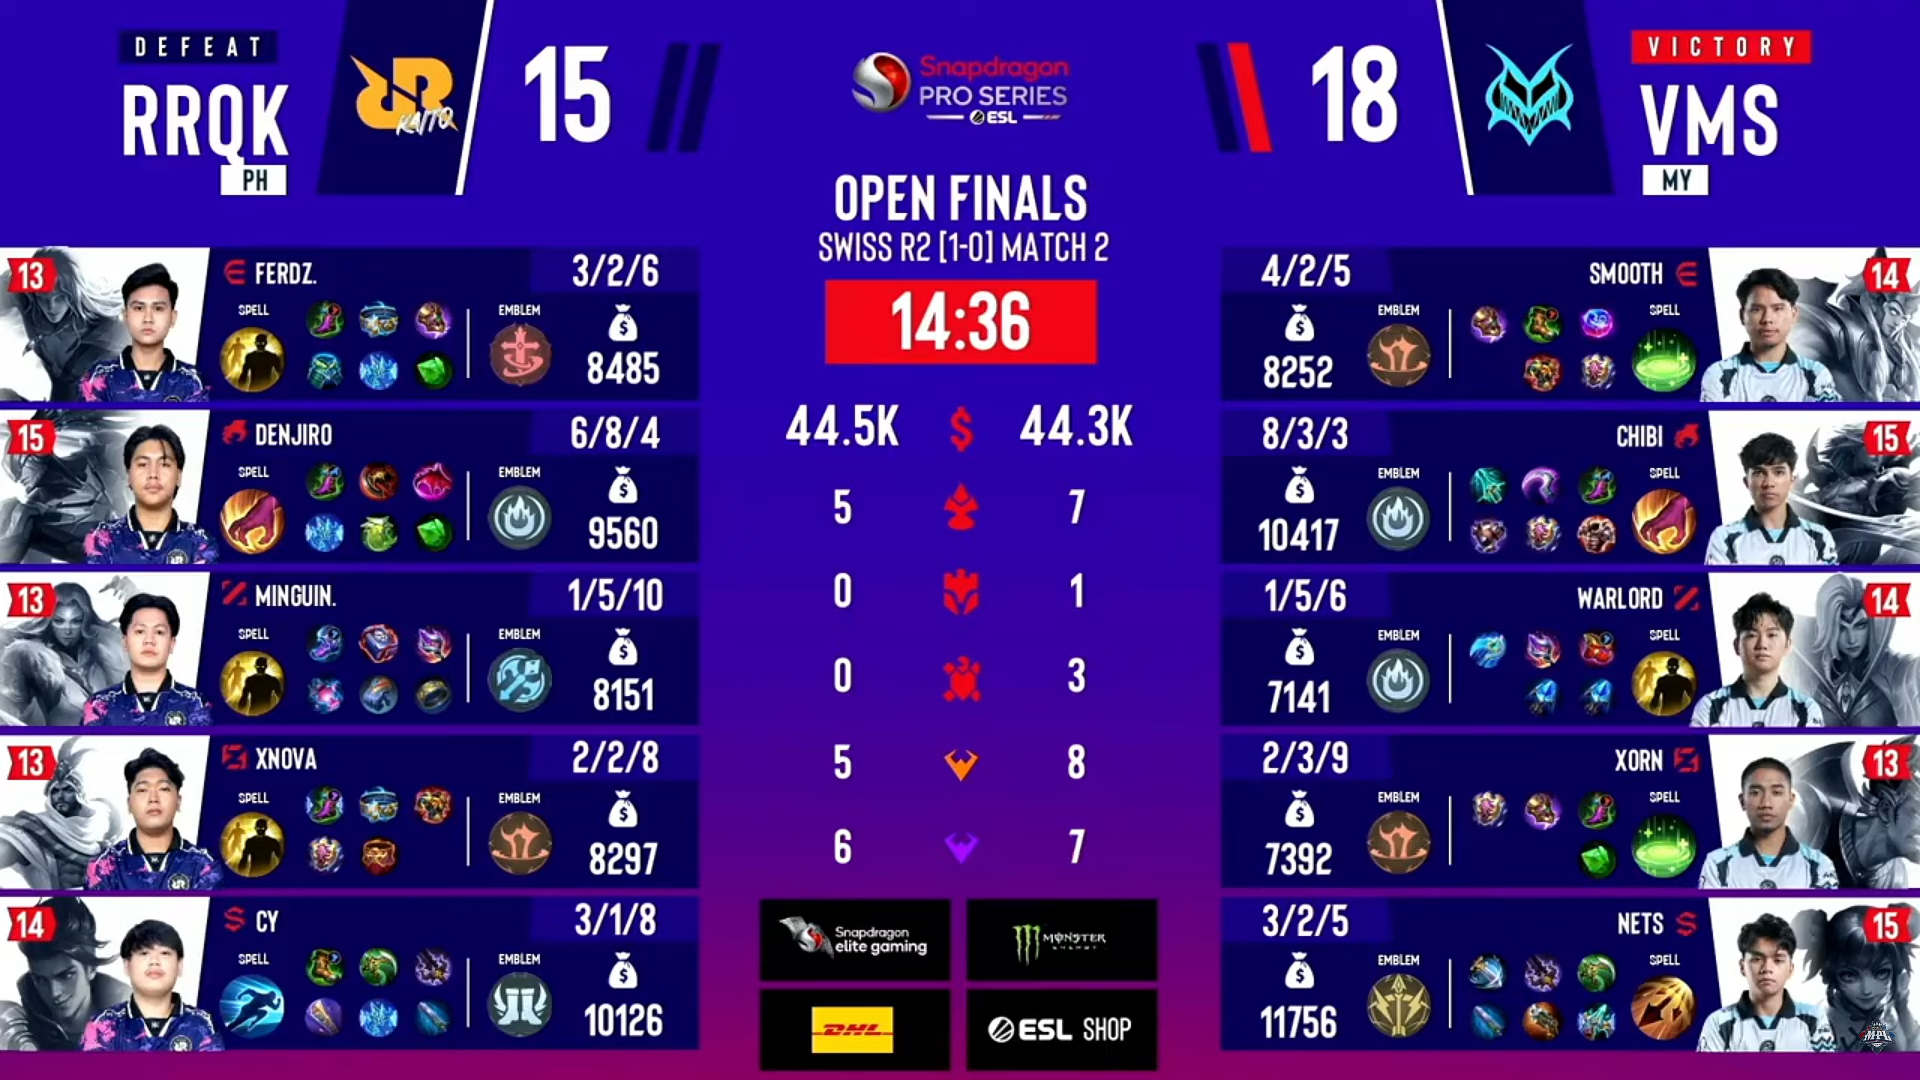 DEFEAT
RRQK
PH
KAITO
15
Snapdragon
PRO SERIES
ESL
18
VICTORY
VMS
MY
OPEN FINALS
SWISS R2 [1-0] MATCH 2
14:36
44.5K $ 44.3K
5 7
0 1
0 3
5 8
6 7
13
FERDZ.
3/2/6
SPELL
EMBLEM
8485
15
DENJIRO
6/8/4
SPELL
EMBLEM
9560
13
MINGUIN.
1/5/10
SPELL
EMBLEM
8151
13
XNOVA
2/2/8
SPELL
EMBLEM
8297
14
CY
3/1/8
SPELL
EMBLEM
10126
4/2/5
SMOOTH
14
EMBLEM
SPELL
8252
8/3/3
CHIBI
15
EMBLEM
SPELL
10417
1/5/6
WARLORD
14
EMBLEM
SPELL
7141
2/3/9
XORN
13
EMBLEM
SPELL
7392
3/2/5
NETS
15
EMBLEM
SPELL
11756
Snapdragon
elite gaming
MONSTER
ENERGY
DHL
ESL SHOP
MPL